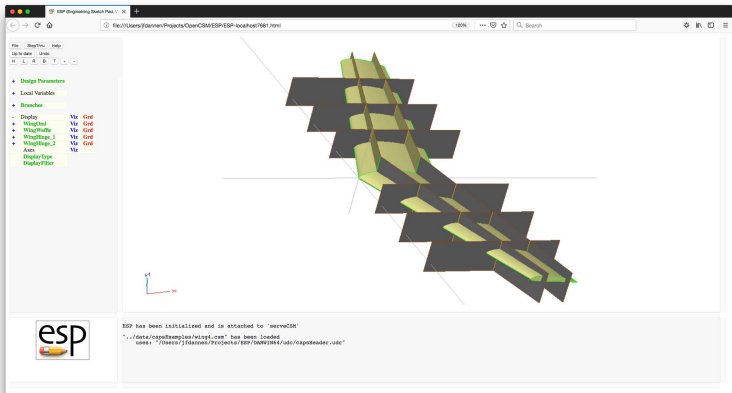 ESP (Engineering Sketch Pad, V
file:///Users/jfdannen/Projects/OpenCSM/ESP/ESP-localhost7681.html
100%
Search
File StepThru Help
Up to date Undo
H L R B T + -
+ Design Parameters
+ Local Variables
+ Branches
- Display Viz Grd
+ WingOml Viz Grd
+ WingWaffle Viz Grd
+ WingHinge_1 Viz Grd
+ WingHinge_2 Viz Grd
Axes Viz
DisplayType
DisplayFilter
esp
ESP has been initialized and is attached to 'serveCSM'
"../data/capsExamples/wing4.csm" has been loaded
uses: "/Users/jfdannen/Projects/ESP/DARWIN64/udc/capsHeader.udc"